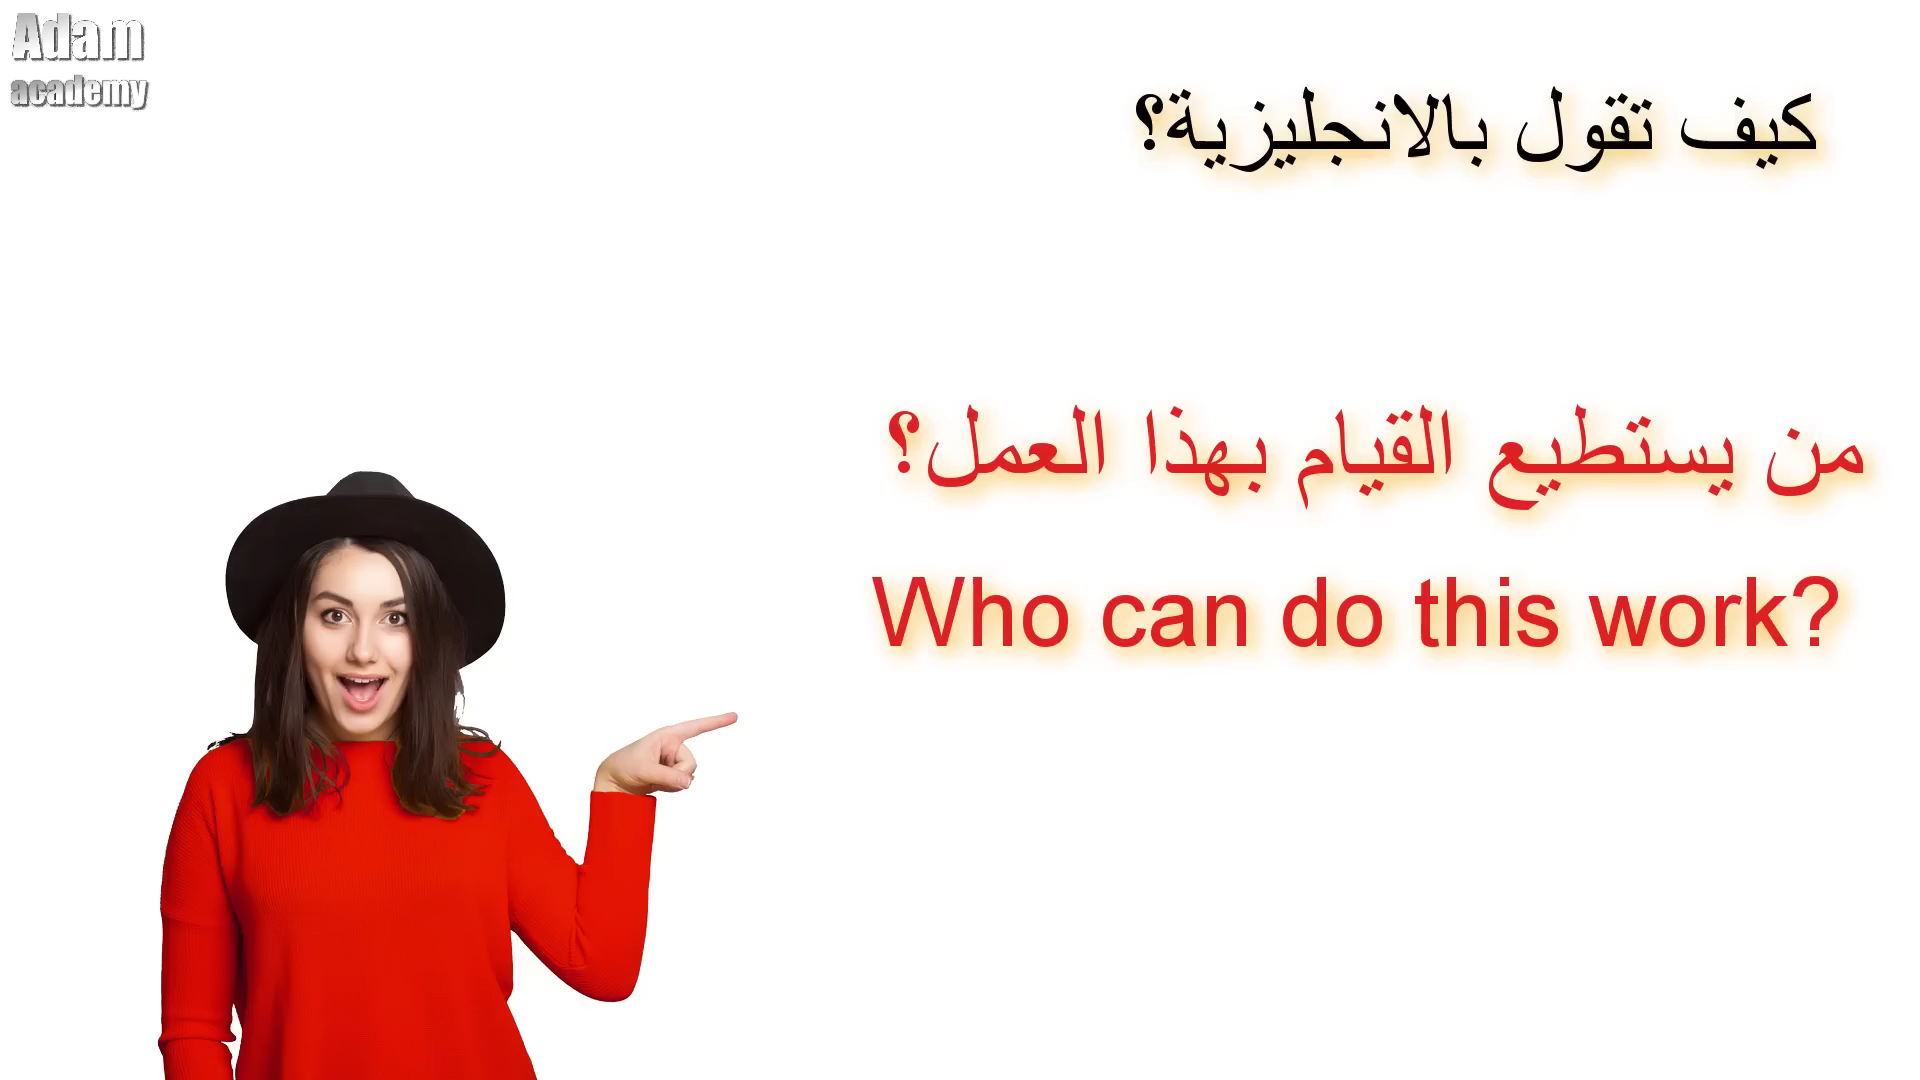 Adam
academy
كيف تقول بالانجليزية؟
من يستطيع القيام بهذا العمل؟
Who can do this work?